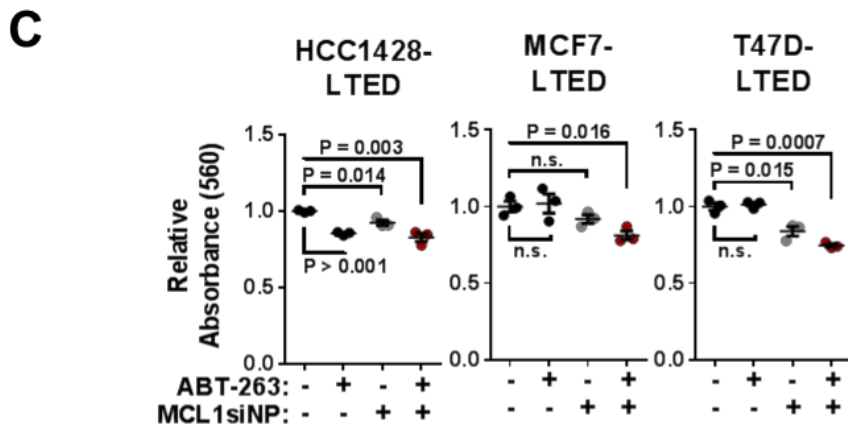 C
HCC1428-
LTED
MCF7-
LTED
T47D-
LTED
Relative
Absorbance (560)
1.5
1.0
0.5
0.0
P = 0.003
P = 0.014
P > 0.001
1.5
1.0
0.5
0.0
P = 0.016
n.s.
n.s.
1.5
1.0
0.5
0.0
P = 0.0007
P = 0.015
n.s.
ABT-263: - + - + - + - + - + - +
MCL1siNP: - - + + - - + + - - + +